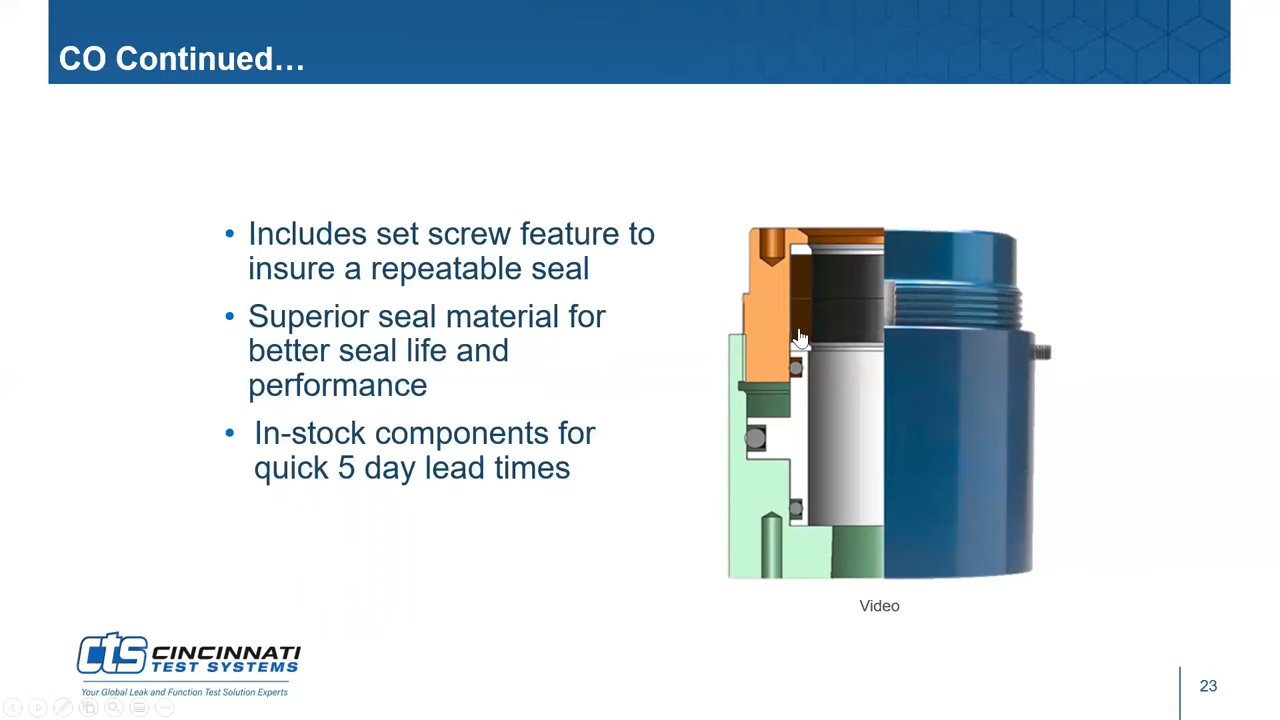 CO Continued…
• Includes set screw feature to
insure a repeatable seal
• Superior seal material for
better seal life and
performance
• In-stock components for
quick 5 day lead times
Video
cts CINCINNATI
TEST SYSTEMS
Your Global Leak and Function Test Solution Experts
23